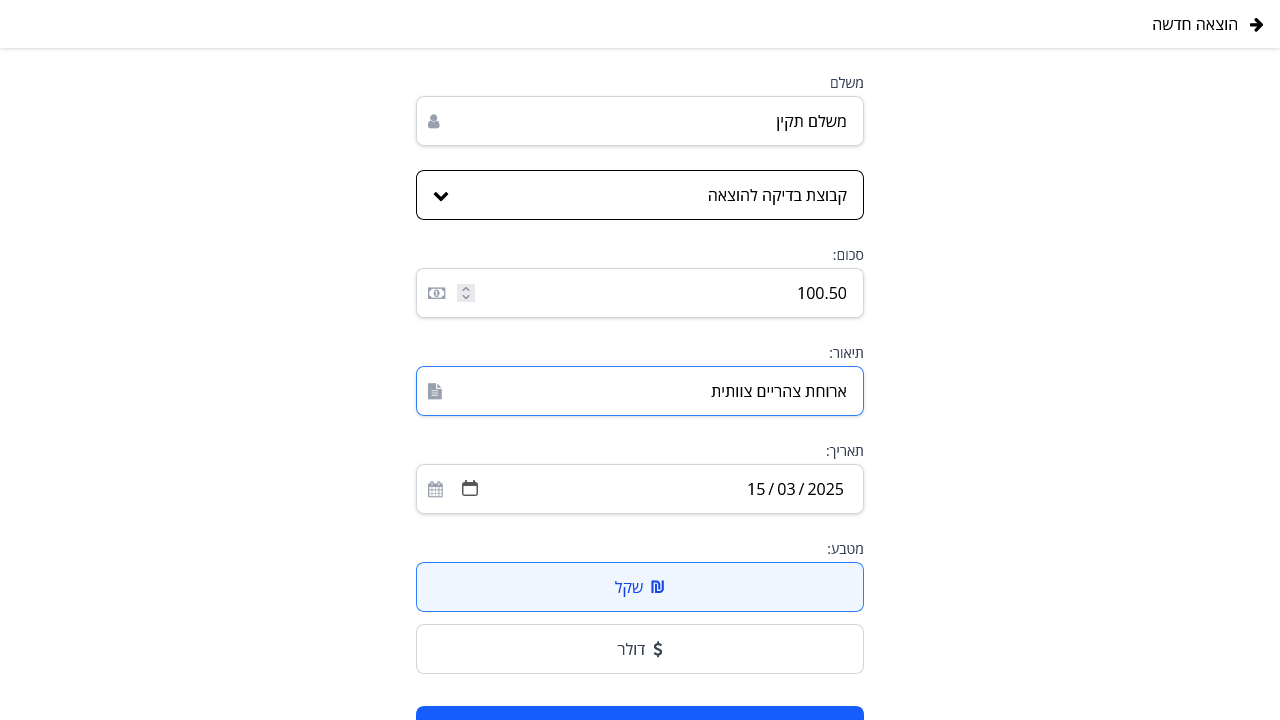 הוצאה חדשה
משלם
משלם תקין
קבוצת בדיקה להוצאה
סכום:
100.50
תיאור:
ארוחת צהריים צוותית
תאריך:
15/03/2025
מטבע:
₪ שקל
$ דולר